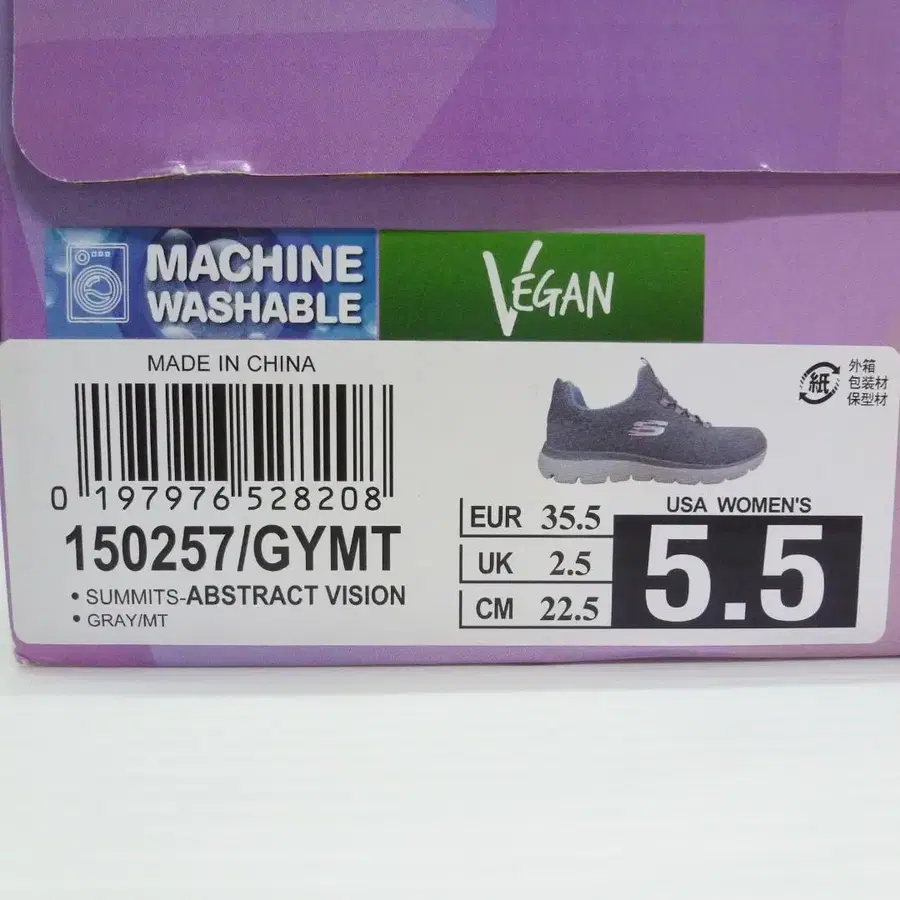 MACHINE
WASHABLE
VEGAN
MADE IN CHINA
0 197976 528208
150257/GYMT
• SUMMITS-ABSTRACT VISION
• GRAY/MT
紙
外箱
包装材
保型材
EUR 35.5
UK 2.5
CM 22.5
USA WOMEN'S
5.5